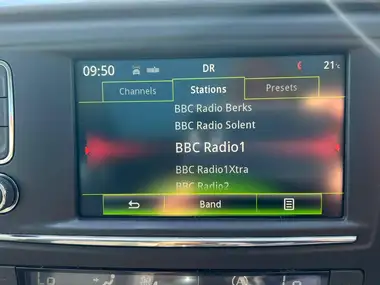 09:50 DR 21°C
Channels Stations Presets
BBC Radio Berks
BBC Radio Solent
BBC Radio1
BBC Radio1Xtra
BBC Radio2
Band